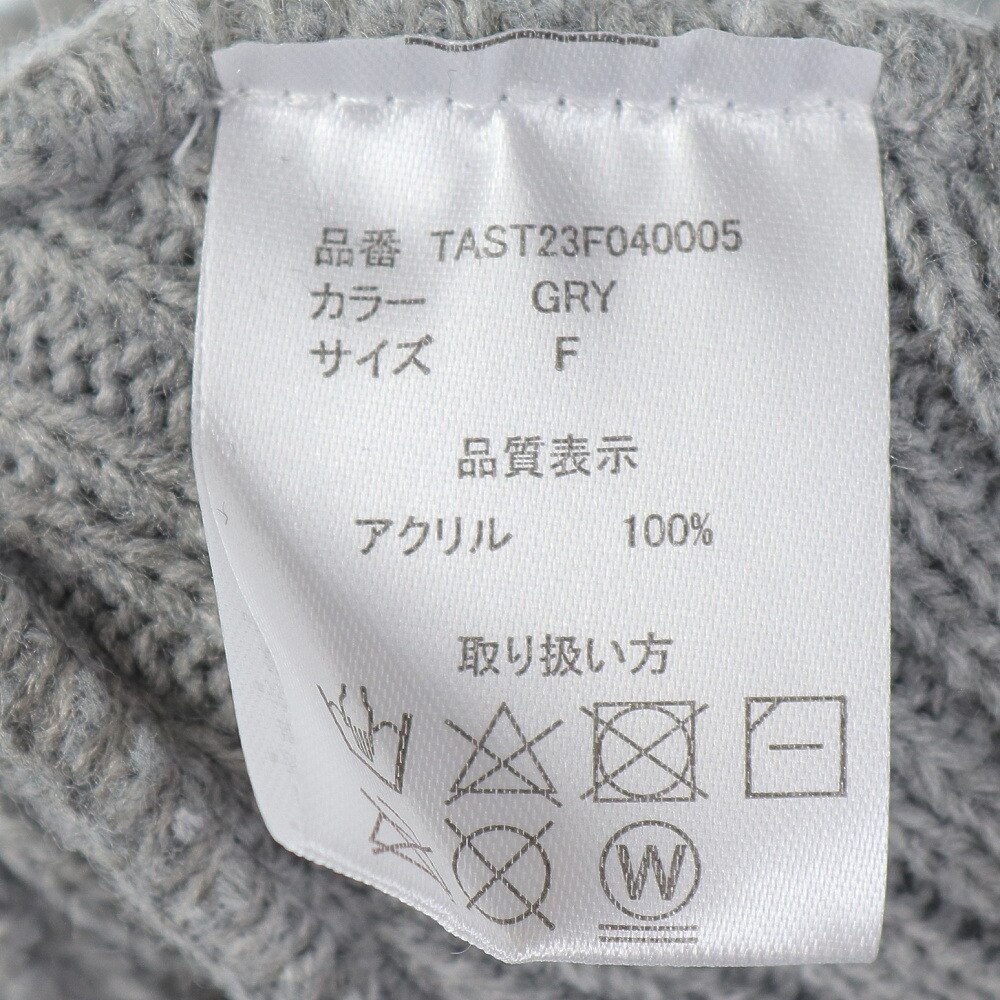 品番 TAST23F040005
カラー GRY
サイズ F
品質表示
アクリル 100%
取り扱い方
W